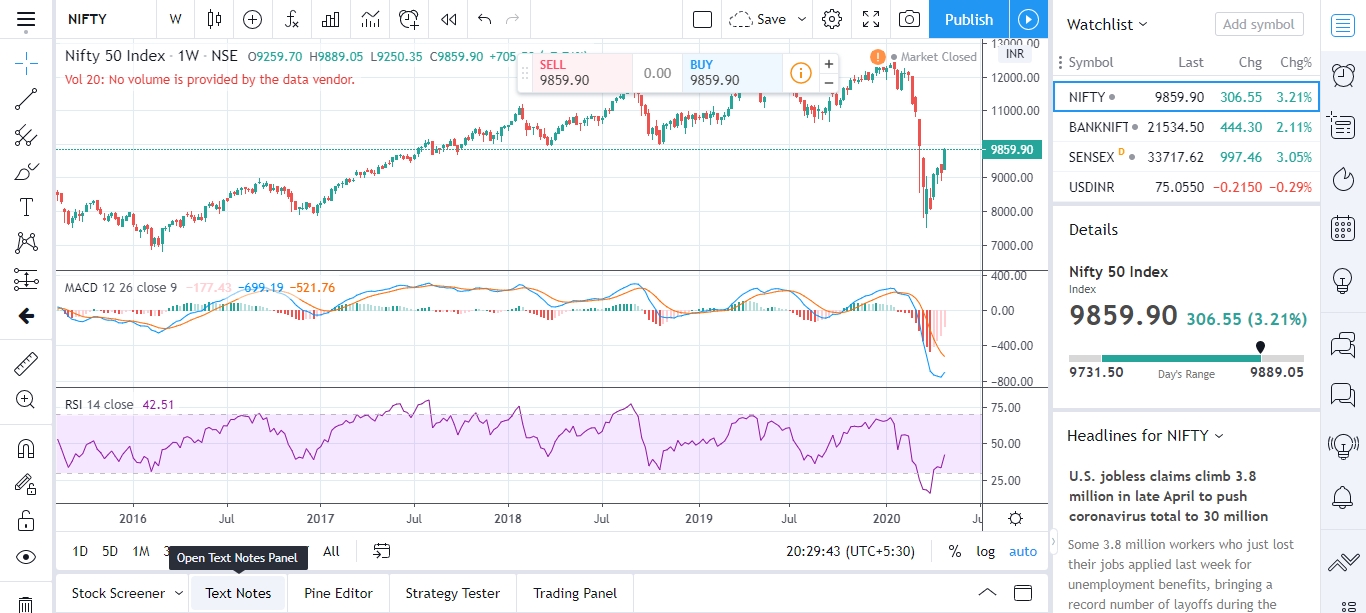 NIFTY W Save Publish
Nifty 50 Index · 1W · NSE O9259.70 H9889.05 L9250.35 C9859.90
Vol 20: No volume is provided by the data vendor.
SELL
9859.90
0.00
BUY
9859.90
Market Closed
INR
13000.00
12000.00
11000.00
9859.90
9000.00
8000.00
7000.00
MACD 12 26 close 9 −177.43 −699.19 −521.76
400.00
0.00
−400.00
−800.00
RSI 14 close 42.51
75.00
50.00
25.00
2016 Jul 2017 Jul 2018 Jul 2019 Jul 2020
1D 5D 1M All 20:29:43 (UTC+5:30) % log auto
Open Text Notes Panel
Stock Screener Text Notes Pine Editor Strategy Tester Trading Panel
Watchlist Add symbol
Symbol Last Chg Chg%
NIFTY 9859.90 306.55 3.21%
BANKNIFT 21534.50 444.30 2.11%
SENSEX D 33717.62 997.46 3.05%
USDINR 75.0550 −0.2150 −0.29%
Details
Nifty 50 Index
Index
9859.90 306.55 (3.21%)
9731.50 Day's Range 9889.05
Headlines for NIFTY
U.S. jobless claims climb 3.8
million in late April to push
coronavirus total to 30 million
Some 3.8 million workers who just lost
their jobs applied last week for
unemployment benefits, bringing a
record number of layoffs during the